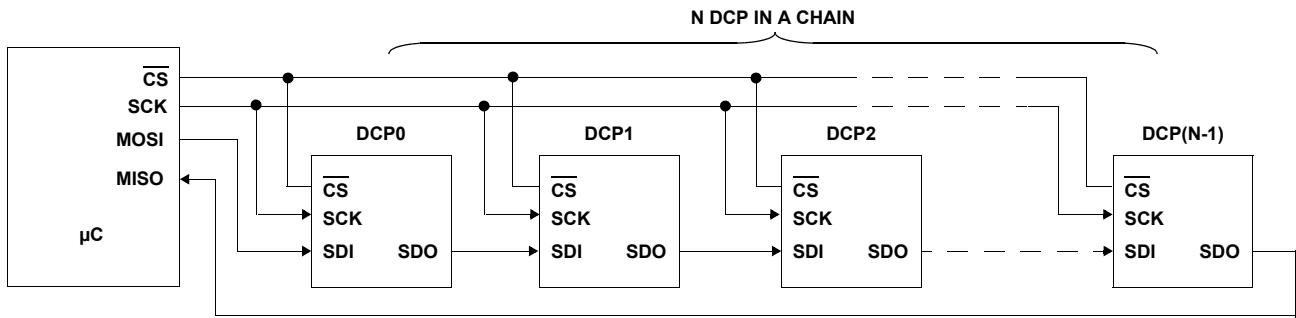 N DCP IN A CHAIN
CS
SCK
MOSI
MISO
µC
DCP0
CS
SCK
SDI SDO
DCP1
CS
SCK
SDI SDO
DCP2
CS
SCK
SDI SDO
DCP(N-1)
CS
SCK
SDI SDO